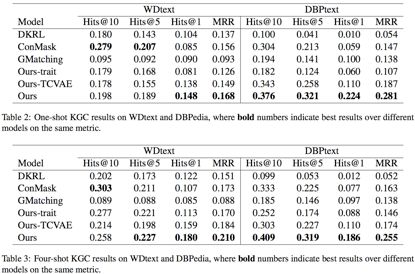 WDtext DBPtext
Model Hits@10 Hits@5 Hits@1 MRR Hits@10 Hits@5 Hits@1 MRR
DKRL 0.180 0.143 0.104 0.137 0.100 0.041 0.010 0.054
ConMask 0.279 0.207 0.085 0.156 0.304 0.213 0.059 0.147
GMatching 0.095 0.092 0.090 0.093 0.194 0.141 0.100 0.138
Ours-trait 0.179 0.168 0.081 0.126 0.182 0.124 0.060 0.107
Ours-TCVAE 0.178 0.155 0.138 0.149 0.343 0.258 0.110 0.187
Ours 0.198 0.189 0.148 0.168 0.376 0.321 0.224 0.281
Table 2: One-shot KGC results on WDtext and DBPedia, where bold numbers indicate best results over different
models on the same metric.
WDtext DBPtext
Model Hits@10 Hits@5 Hits@1 MRR Hits@10 Hits@5 Hits@1 MRR
DKRL 0.202 0.173 0.122 0.151 0.099 0.053 0.012 0.052
ConMask 0.303 0.211 0.107 0.173 0.333 0.225 0.077 0.163
GMatching 0.089 0.088 0.085 0.088 0.185 0.146 0.097 0.138
Ours-trait 0.277 0.221 0.113 0.170 0.252 0.174 0.088 0.146
Ours-TCVAE 0.214 0.198 0.159 0.184 0.303 0.227 0.110 0.174
Ours 0.258 0.227 0.180 0.210 0.409 0.319 0.186 0.255
Table 3: Four-shot KGC results on WDtext and DBPedia, where bold numbers indicate best results over different
models on the same metric.